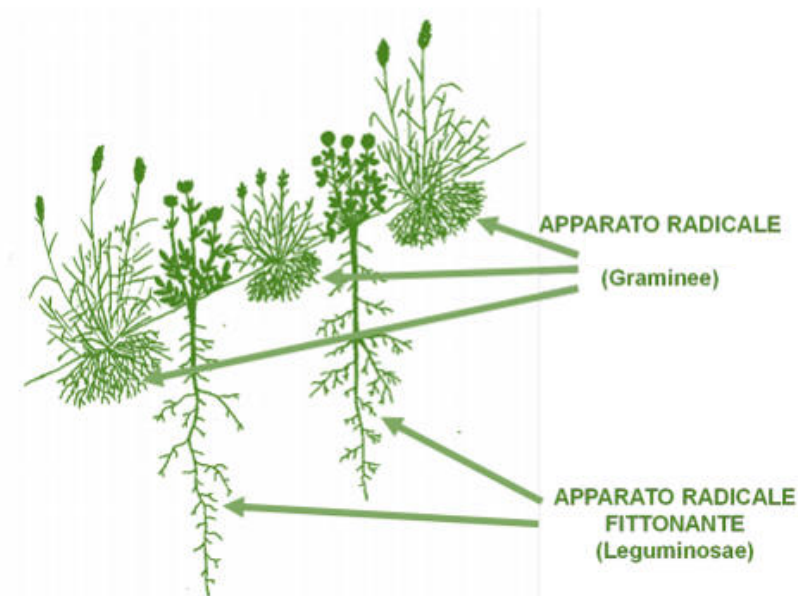 APPARATO RADICALE
(Graminee)
APPARATO RADICALE
FITTONANTE
(Leguminosae)